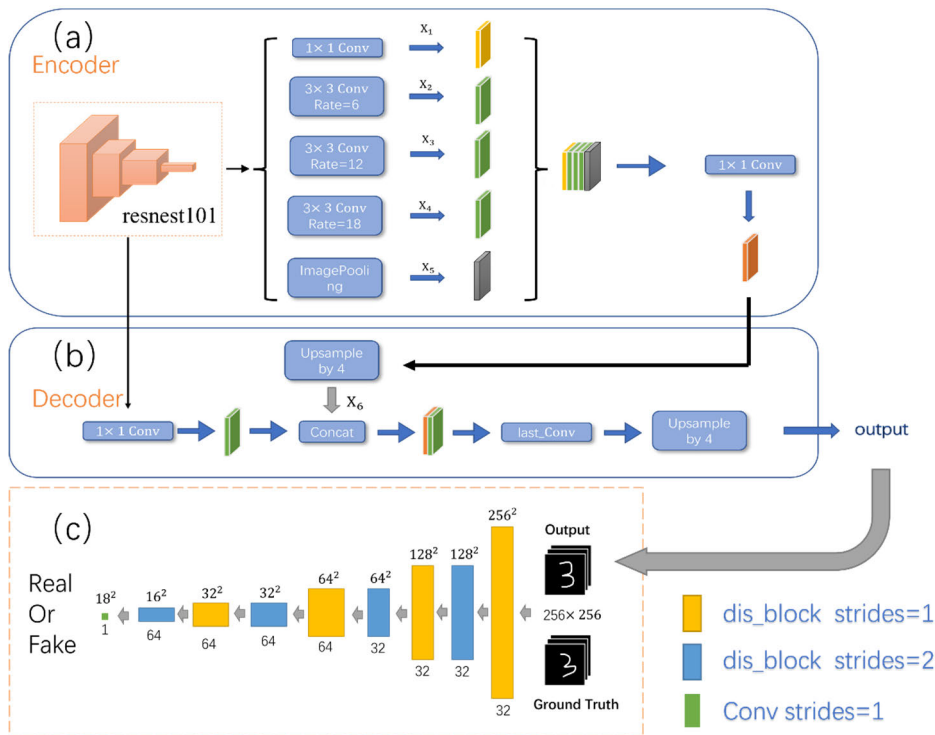 (a)
Encoder
resnest101
1× 1 Conv
X₁
3× 3 Conv
Rate=6
X₂
3× 3 Conv
Rate=12
X₃
3× 3 Conv
Rate=18
X₄
ImagePooli
ng
X₅
1× 1 Conv
(b)
Decoder
Upsample
by 4
X₆
1× 1 Conv
Concat
last_Conv
Upsample
by 4
output
(c)
Real
Or
Fake
18²
1
16²
64
32²
64
32²
64
64²
64
64²
32
128²
32
128²
32
256²
32
Output
3
256× 256
3
Ground Truth
dis_block strides=1
dis_block strides=2
Conv strides=1